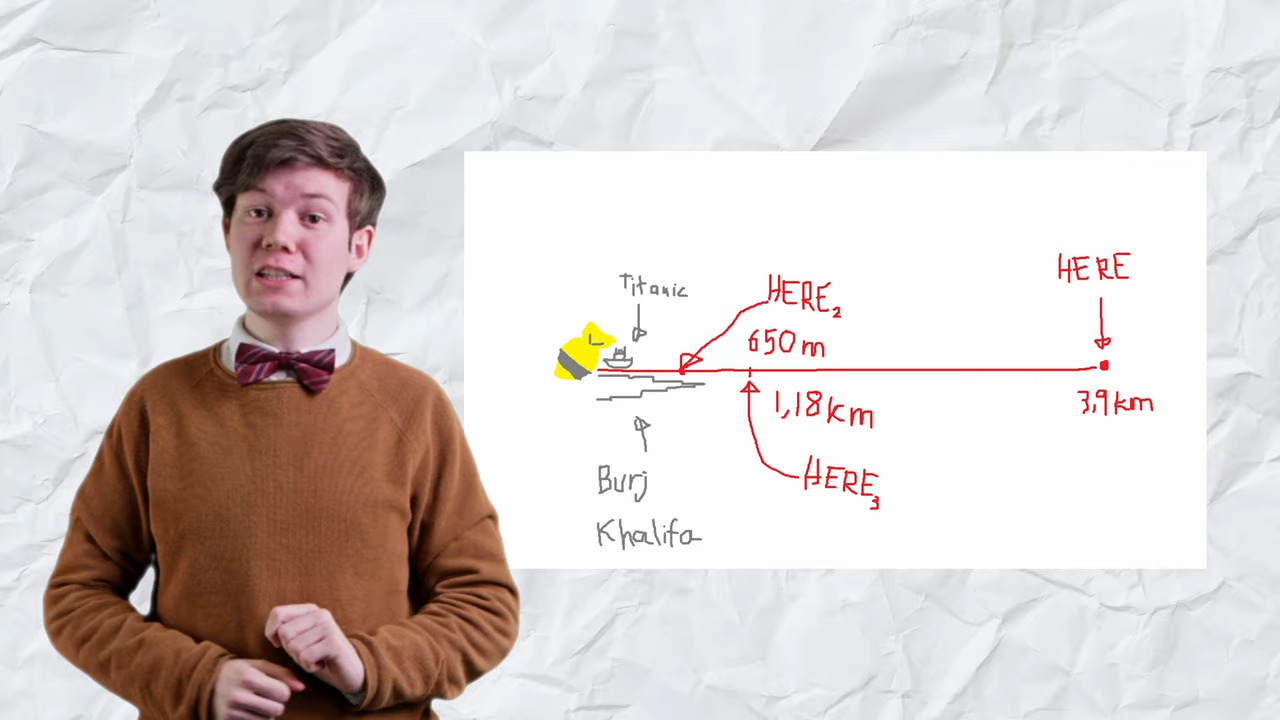 Titanic
HERE
HERE₂
650m
1,18km
3,9km
Burj
Khalifa
HERE₃